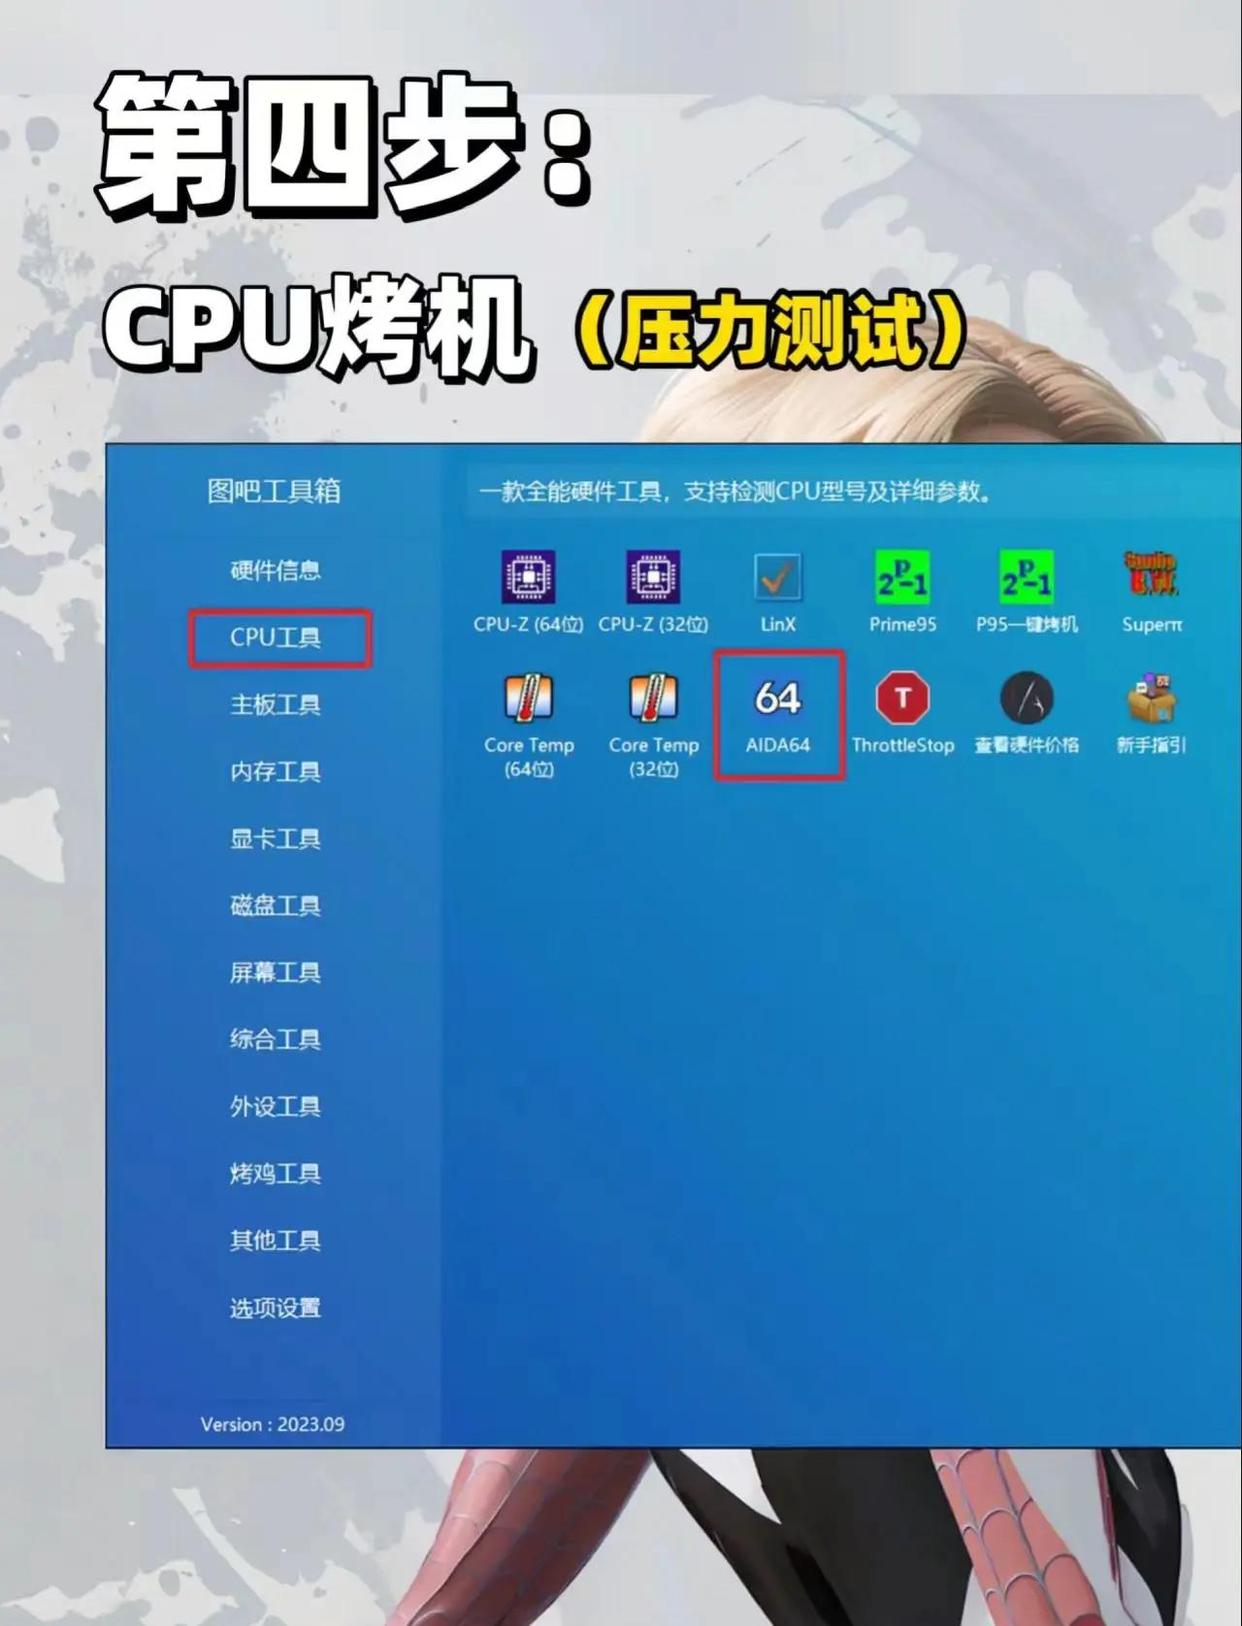 第四步：
CPU烤机（压力测试）
图吧工具箱
一款全能硬件工具，支持检测CPU型号及详细参数。
硬件信息
CPU工具
主板工具
内存工具
显卡工具
磁盘工具
屏幕工具
综合工具
外设工具
烤鸡工具
其他工具
选项设置
Version : 2023.09
CPU-Z (64位)
CPU-Z (32位)
LinX
P
2 -1
Prime95
P
2 -1
P95一键烤机
Superπ
Core Temp
(64位)
Core Temp
(32位)
64
AIDA64
T
ThrottleStop
查看硬件价格
新手指引